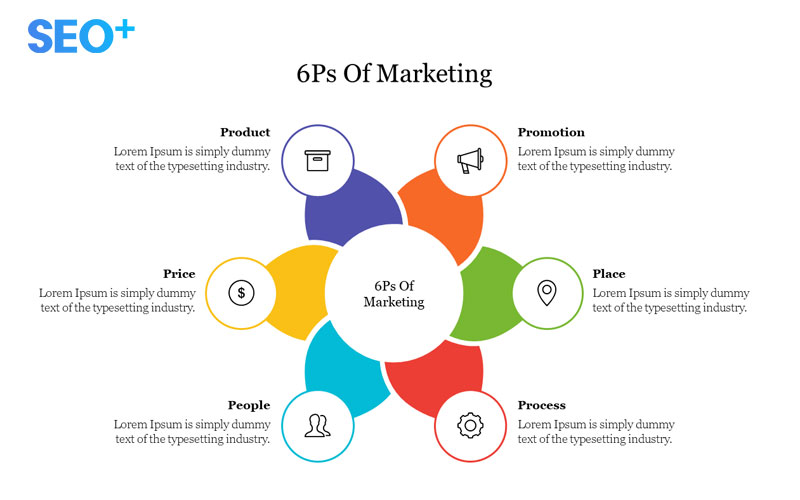 SEO+
6Ps Of Marketing
Product
Lorem Ipsum is simply dummy
text of the typesetting industry.
Promotion
Lorem Ipsum is simply dummy
text of the typesetting industry.
Price
Lorem Ipsum is simply dummy
text of the typesetting industry.
$
6Ps Of
Marketing
Place
Lorem Ipsum is simply dummy
text of the typesetting industry.
People
Lorem Ipsum is simply dummy
text of the typesetting industry.
Process
Lorem Ipsum is simply dummy
text of the typesetting industry.